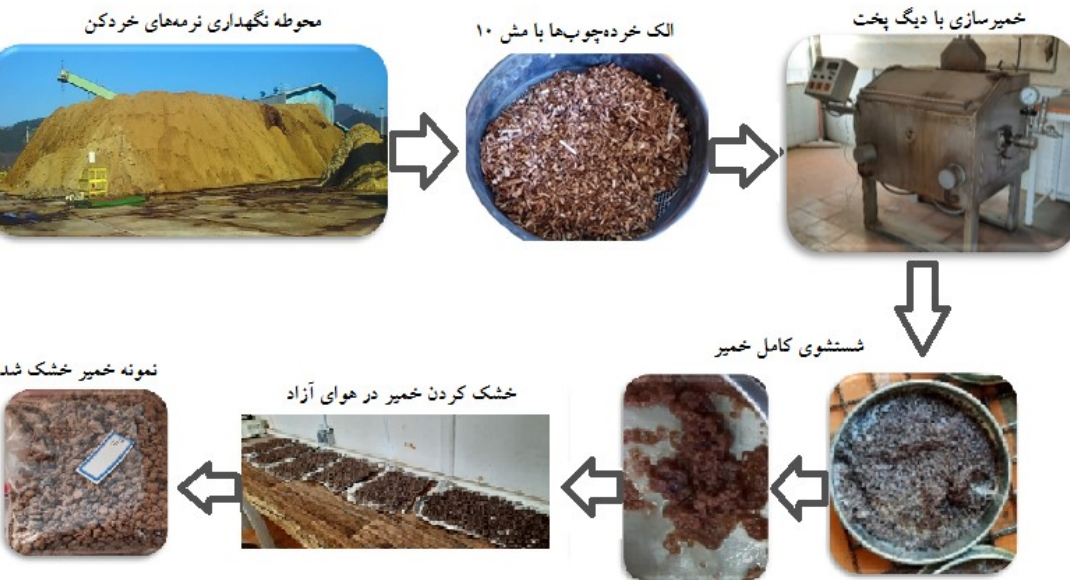 محوطه نگهداری نرمه‌های خردکن
الک خرده‌چوب‌ها با مش ۱۰
خمیرسازی با دیگ پخت
شستشوی کامل خمیر
خشک کردن خمیر در هوای آزاد
نمونه خمیر خشک شد